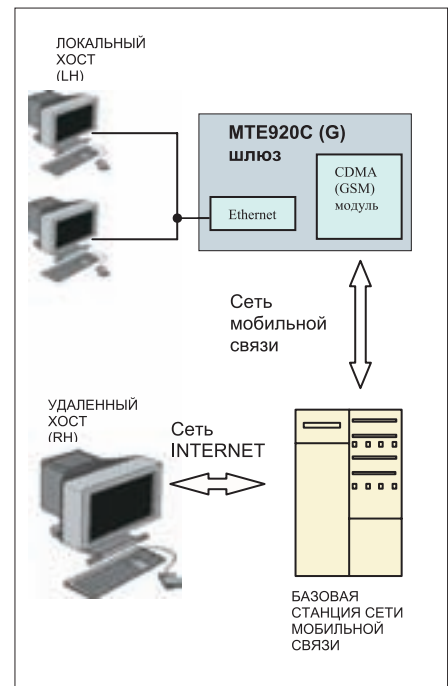 ЛОКАЛЬНЫЙ
ХОСТ
(LH)
MTE920C (G)
шлюз
CDMA
(GSM)
модуль
Ethernet
Сеть
мобильной
связи
УДАЛЕННЫЙ
ХОСТ
(RH)
Сеть
INTERNET
БАЗОВАЯ
СТАНЦИЯ СЕТИ
МОБИЛЬНОЙ
СВЯЗИ